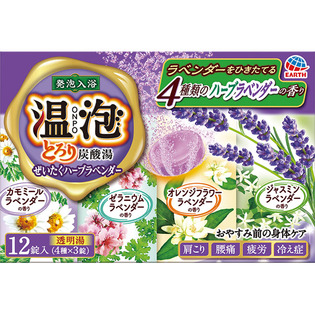 発泡入浴
温泡
ONPO
とろり炭酸湯
ぜいたくハーブラベンダー
ラベンダーをひきたてる
4種類のハーブラベンダーの香り
EARTH
カモミール
ラベンダー
の香り
ゼラニウム
ラベンダー
の香り
オレンジフラワー
ラベンダー
の香り
ジャスミン
ラベンダー
の香り
12錠入
透明湯
(4種×3錠)
おやすみ前の身体ケア
肩こり 腰痛 疲労 冷え症